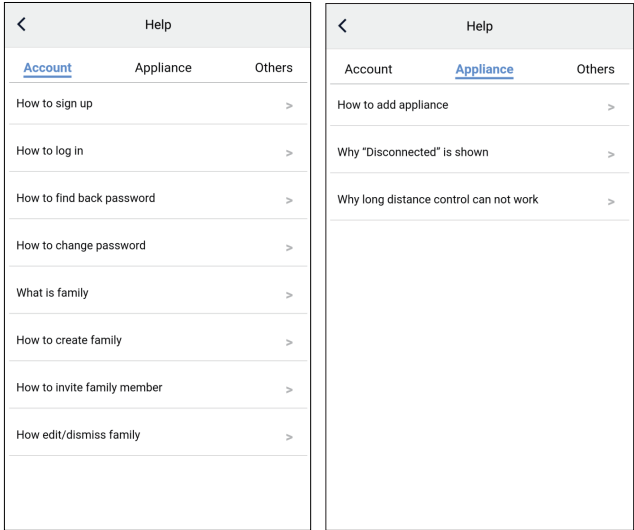 Help
Account Appliance Others
How to sign up >
How to log in >
How to find back password >
How to change password >
What is family >
How to create family >
How to invite family member >
How edit/dismiss family >
Help
Account Appliance Others
How to add appliance >
Why “Disconnected” is shown >
Why long distance control can not work >